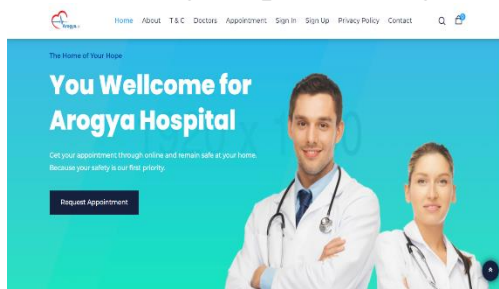 Arogya
Home About T & C Doctors Appointment Sign In Sign Up Privacy Policy Contact
The Home of Your Hope
You Wellcome for
Arogya Hospital
Get your appointment through online and remain safe at your home.
Because your safety is our first priority.
Request Appointment